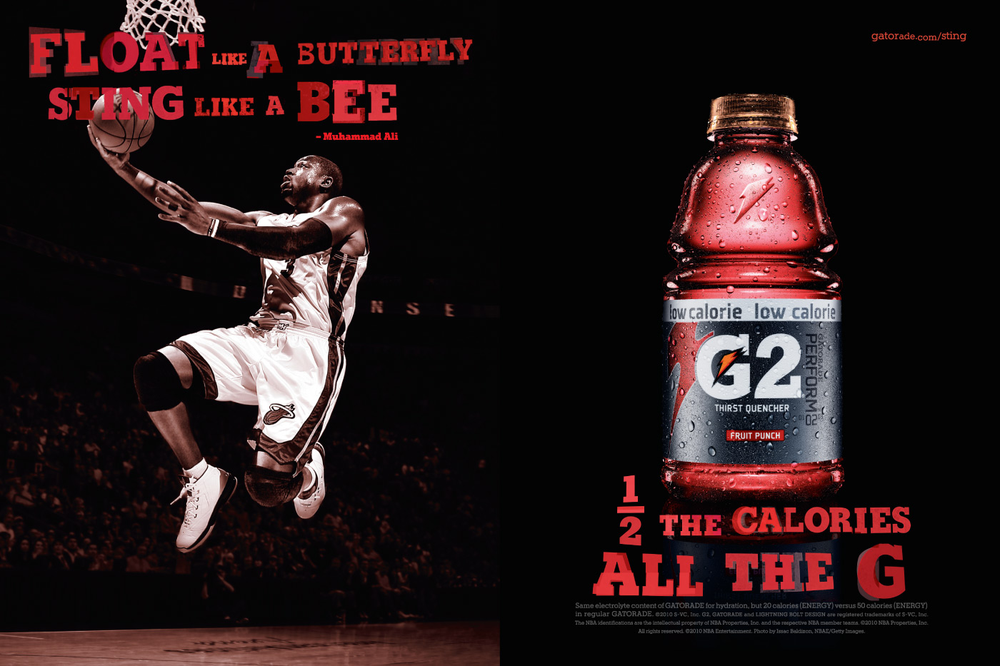 FLOAT LIKE A BUTTERFLY
STING LIKE A BEE
– Muhammad Ali
3
N S E
gatorade.com/sting
low calorie low calorie
G2
GATORADE
PERFORM 02
THIRST QUENCHER
FRUIT PUNCH
1/2 THE CALORIES
ALL THE G
Same electrolyte content of GATORADE for hydration, but 20 calories (ENERGY) versus 50 calories (ENERGY)
in regular GATORADE. ©2010 S-VC, Inc. G2, GATORADE and LIGHTNING BOLT DESIGN are registered trademarks of S-VC, Inc.
The NBA identifications are the intellectual property of NBA Properties, Inc. and the respective NBA member teams. ©2010 NBA Properties, Inc.
All rights reserved. ©2010 NBA Entertainment. Photo by Issac Baldizon, NBAE/Getty Images.